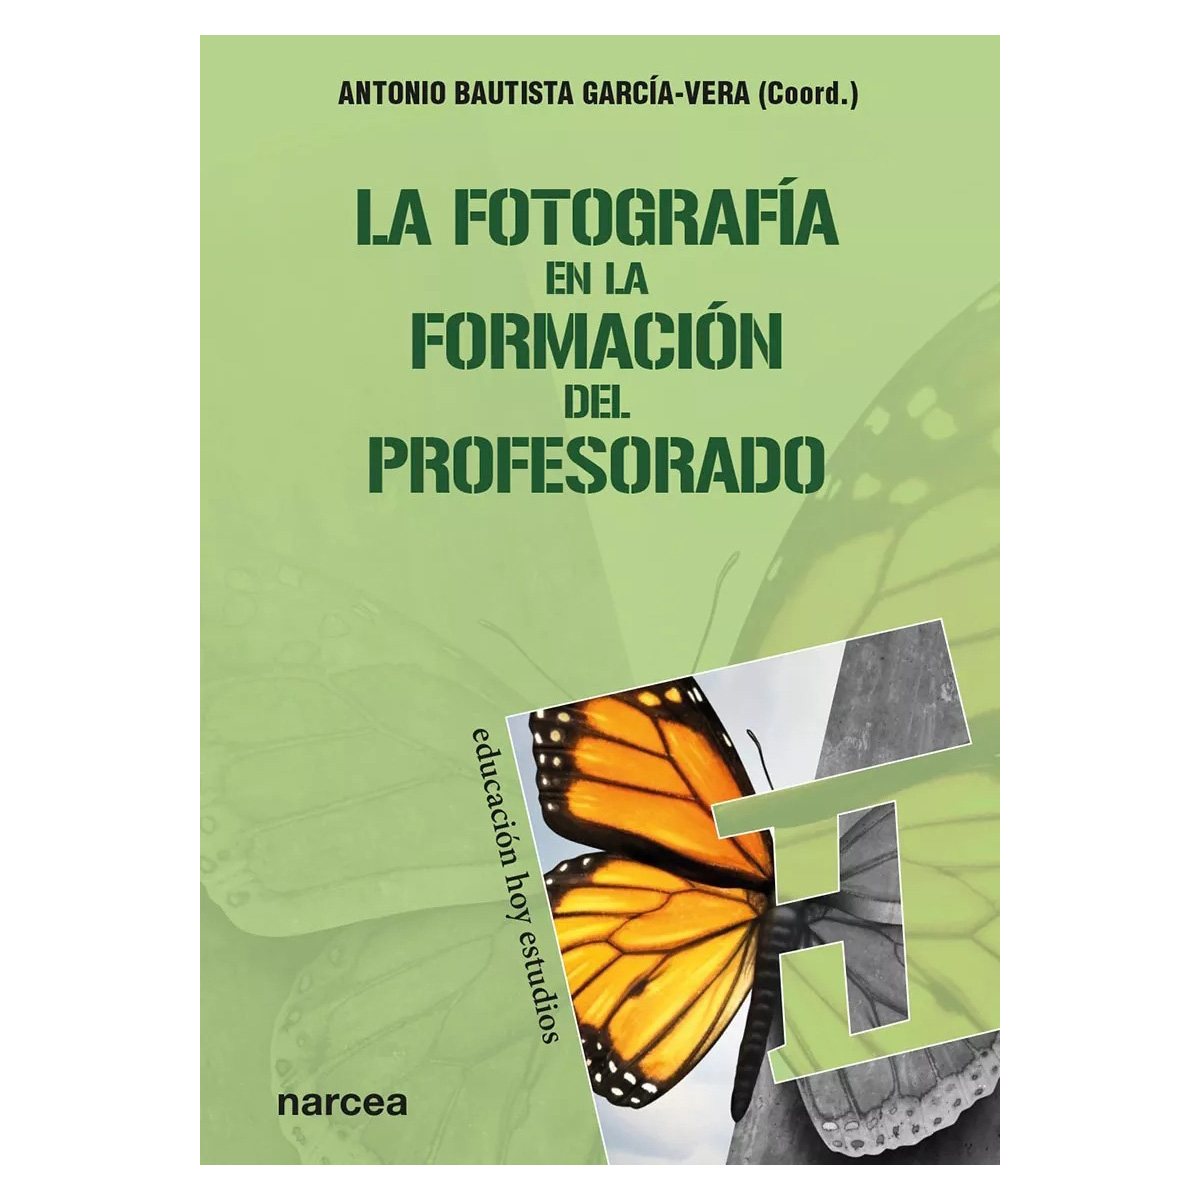 ANTONIO BAUTISTA GARCÍA-VERA (Coord.)
LA FOTOGRAFÍA
EN LA
FORMACIÓN
DEL
PROFESORADO
educación hoy estudios
narcea